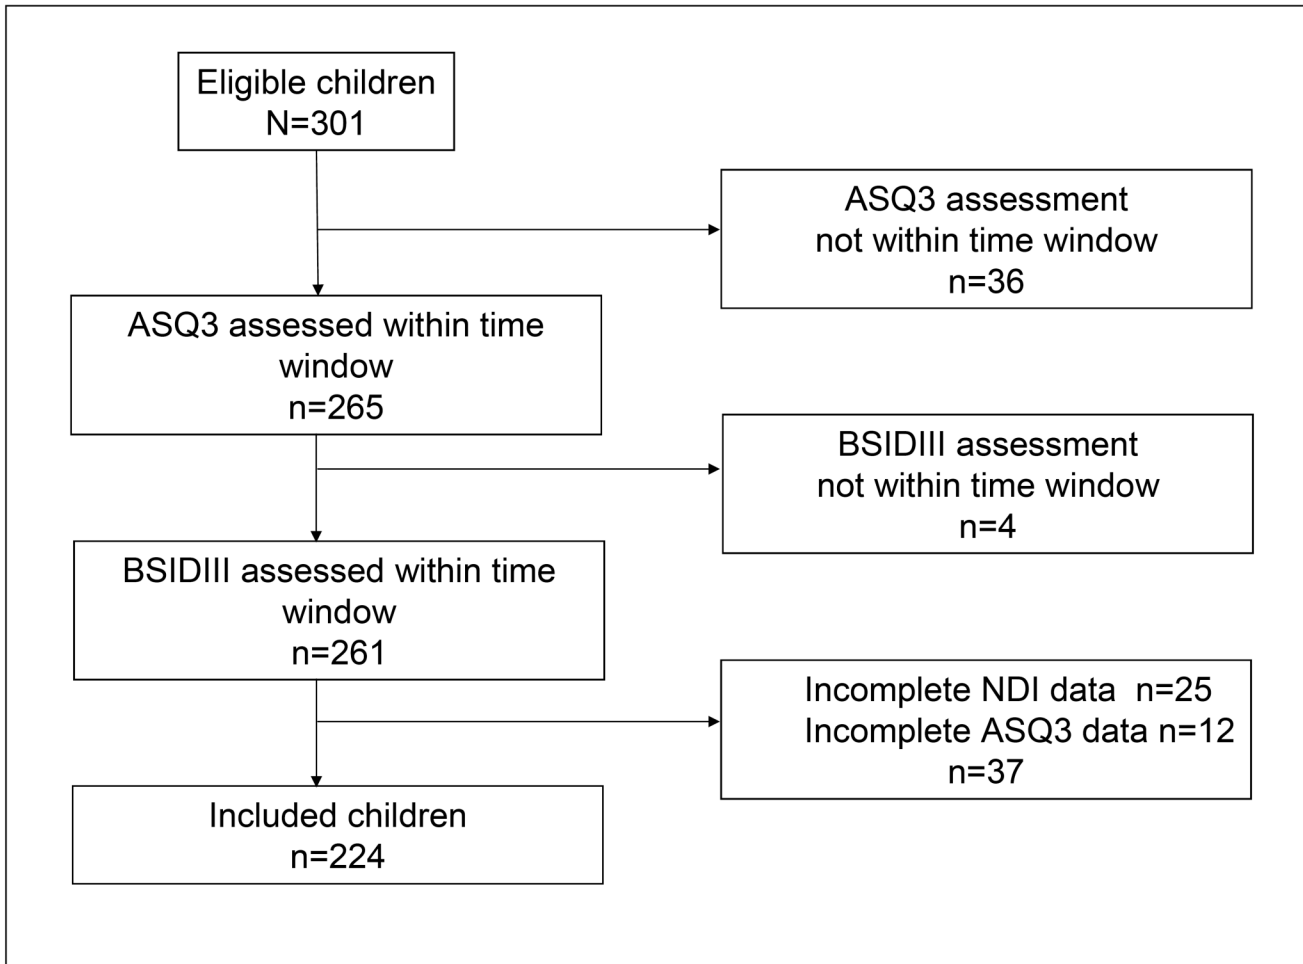 Eligible children
N=301
ASQ3 assessment
not within time window
n=36
ASQ3 assessed within time
window
n=265
BSIDIII assessment
not within time window
n=4
BSIDIII assessed within time
window
n=261
Incomplete NDI data  n=25
Incomplete ASQ3 data n=12
n=37
Included children
n=224